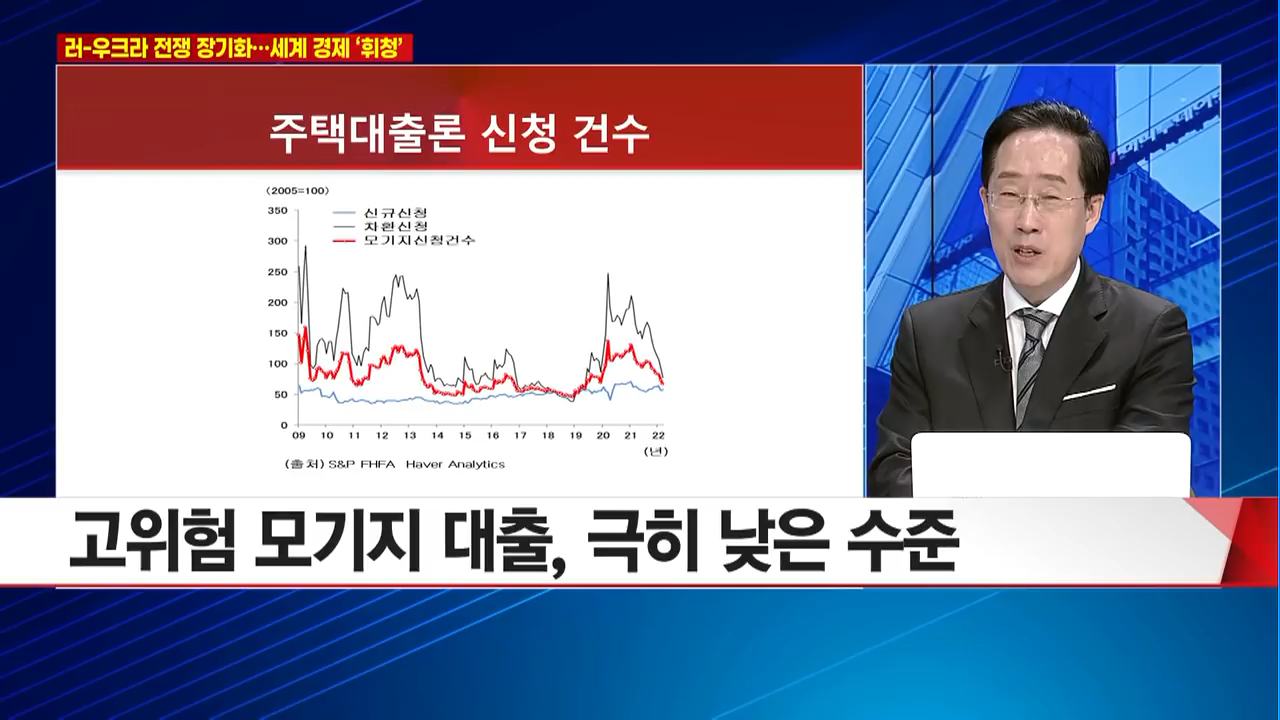 러-우크라 전쟁 장기화…세계 경제 '휘청'
주택대출론 신청 건수
(2005=100)
350
300
250
200
150
100
50
0
신규신청
차환신청
모기지신청건수
09 10 11 12 13 14 15 16 17 18 19 20 21 22
(년)
(출처) S&P FHFA Haver Analytics
고위험 모기지 대출, 극히 낮은 수준